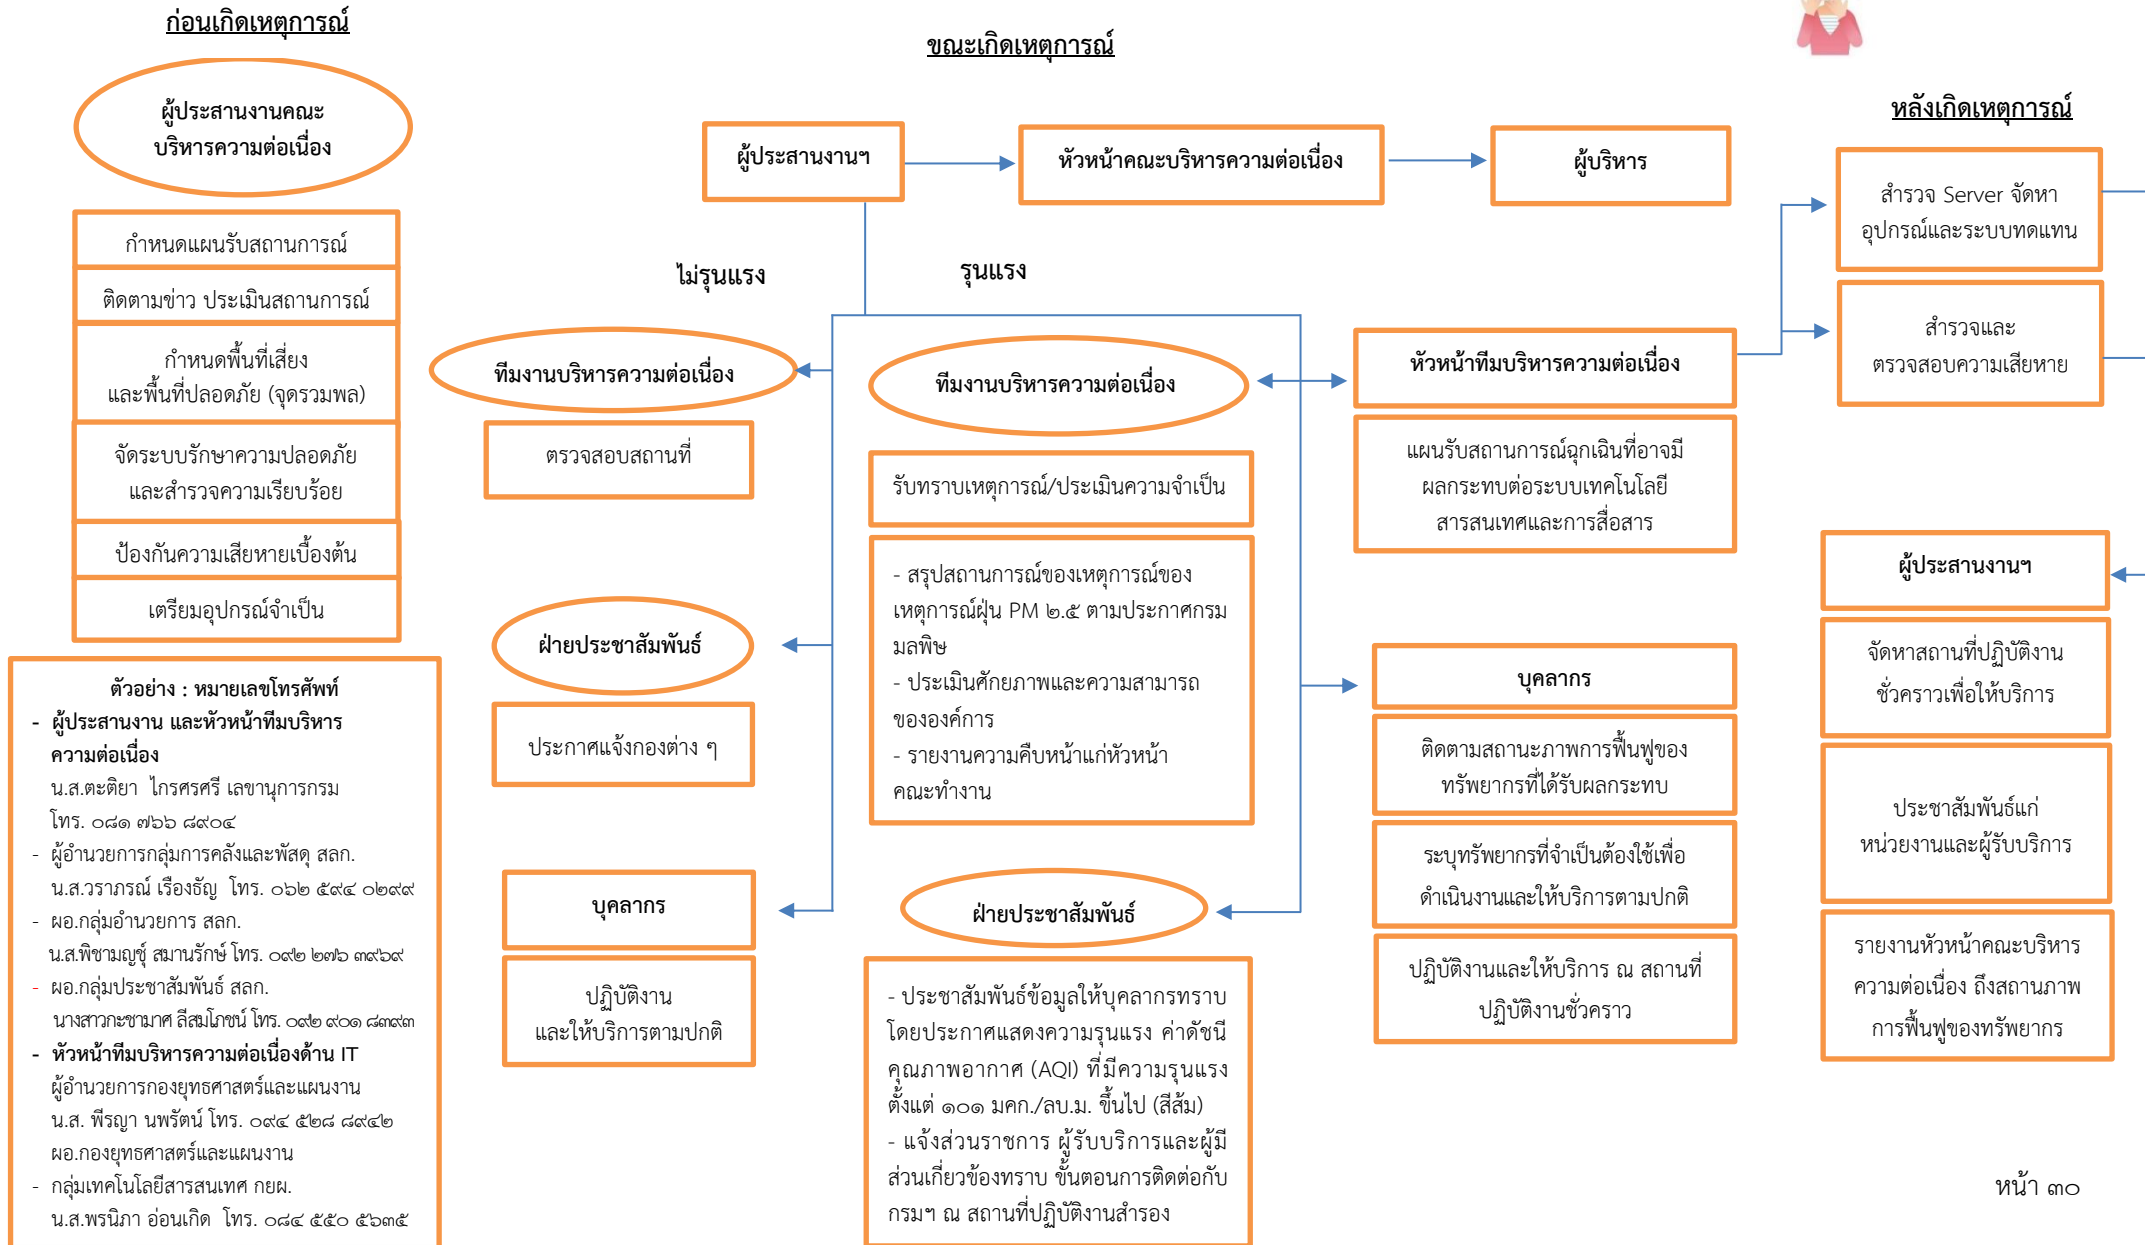 ก่อนเกิดเหตุการณ์
ผู้ประสานงานคณะ
บริหารความต่อเนื่อง
กำหนดแผนรับสถานการณ์
ติดตามข่าว ประเมินสถานการณ์
กำหนดพื้นที่เสี่ยง
และพื้นที่ปลอดภัย (จุดรวมพล)
จัดระบบรักษาความปลอดภัย
และสำรวจความเรียบร้อย
ป้องกันความเสียหายเบื้องต้น
เตรียมอุปกรณ์จำเป็น
ตัวอย่าง : หมายเลขโทรศัพท์
- ผู้ประสานงาน และหัวหน้าทีมบริหาร
ความต่อเนื่อง
น.ส.ตะติยา ไกรศรศรี เลขานุการกรม
โทร. ๐๘๑ ๗๖๖ ๘๙๐๔
- ผู้อำนวยการกลุ่มการคลังและพัสดุ สลก.
น.ส.วราภรณ์ เรืองธัญ โทร. ๐๖๒ ๕๙๔ ๐๒๙๙
- ผอ.กลุ่มอำนวยการ สลก.
น.ส.พิชามญชุ์ สมานรักษ์ โทร. ๐๙๒ ๒๗๖ ๓๙๖๙
- ผอ.กลุ่มประชาสัมพันธ์ สลก.
นางสาวกะชามาศ ลีสมโภชน์ โทร. ๐๙๒ ๙๐๑ ๘๓๙๓
- หัวหน้าทีมบริหารความต่อเนื่องด้าน IT
ผู้อำนวยการกองยุทธศาสตร์และแผนงาน
น.ส. พีรญา นพรัตน์ โทร. ๐๙๔ ๕๒๘ ๘๙๔๒
ผอ.กองยุทธศาสตร์และแผนงาน
- กลุ่มเทคโนโลยีสารสนเทศ กยผ.
น.ส.พรนิภา อ่อนเกิด โทร. ๐๘๔ ๕๕๐ ๕๖๓๕
ขณะเกิดเหตุการณ์
ผู้ประสานงานฯ
หัวหน้าคณะบริหารความต่อเนื่อง
ผู้บริหาร
ไม่รุนแรง
รุนแรง
ทีมงานบริหารความต่อเนื่อง
ตรวจสอบสถานที่
ฝ่ายประชาสัมพันธ์
ประกาศแจ้งกองต่าง ๆ
บุคลากร
ปฏิบัติงาน
และให้บริการตามปกติ
ทีมงานบริหารความต่อเนื่อง
รับทราบเหตุการณ์/ประเมินความจำเป็น
- สรุปสถานการณ์ของเหตุการณ์ของ
เหตุการณ์ฝุ่น PM ๒.๕ ตามประกาศกรม
มลพิษ
- ประเมินศักยภาพและความสามารถ
ขององค์การ
- รายงานความคืบหน้าแก่หัวหน้า
คณะทำงาน
ฝ่ายประชาสัมพันธ์
- ประชาสัมพันธ์ข้อมูลให้บุคลากรทราบ
โดยประกาศแสดงความรุนแรง ค่าดัชนี
คุณภาพอากาศ (AQI) ที่มีความรุนแรง
ตั้งแต่ ๑๐๑ มคก./ลบ.ม. ขึ้นไป (สีส้ม)
- แจ้งส่วนราชการ ผู้รับบริการและผู้มี
ส่วนเกี่ยวข้องทราบ ขั้นตอนการติดต่อกับ
กรมฯ ณ สถานที่ปฏิบัติงานสำรอง
หัวหน้าทีมบริหารความต่อเนื่อง
แผนรับสถานการณ์ฉุกเฉินที่อาจมี
ผลกระทบต่อระบบเทคโนโลยี
สารสนเทศและการสื่อสาร
บุคลากร
ติดตามสถานะภาพการฟื้นฟูของ
ทรัพยากรที่ได้รับผลกระทบ
ระบุทรัพยากรที่จำเป็นต้องใช้เพื่อ
ดำเนินงานและให้บริการตามปกติ
ปฏิบัติงานและให้บริการ ณ สถานที่
ปฏิบัติงานชั่วคราว
หลังเกิดเหตุการณ์
สำรวจ Server จัดหา
อุปกรณ์และระบบทดแทน
สำรวจและ
ตรวจสอบความเสียหาย
ผู้ประสานงานฯ
จัดหาสถานที่ปฏิบัติงาน
ชั่วคราวเพื่อให้บริการ
ประชาสัมพันธ์แก่
หน่วยงานและผู้รับบริการ
รายงานหัวหน้าคณะบริหาร
ความต่อเนื่อง ถึงสถานภาพ
การฟื้นฟูของทรัพยากร
หน้า ๓๐